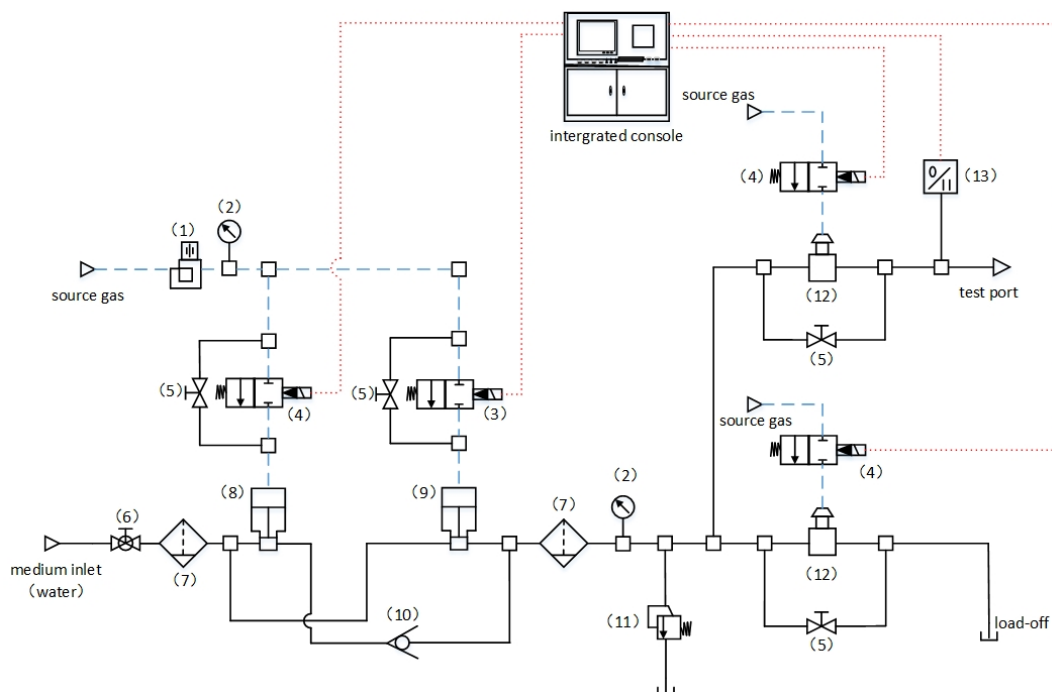 intergrated console
source gas
(4)
(13)
(2)
(1)
source gas
(12)
test port
(5)
(5)
(4)
(5)
(3)
source gas
(4)
(8)
(9)
(2)
(6)
(7)
(7)
medium inlet
(water)
(12)
(10)
(11)
(5)
load-off